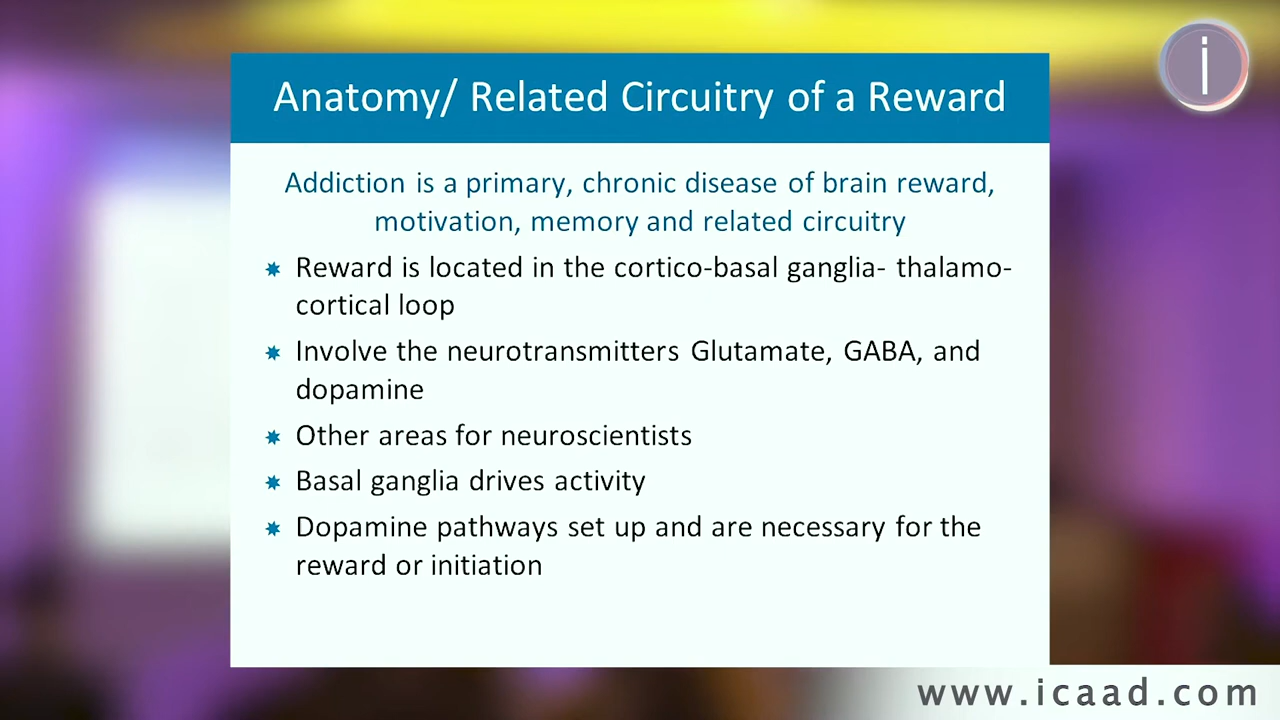 i
Anatomy/ Related Circuitry of a Reward
Addiction is a primary, chronic disease of brain reward,
motivation, memory and related circuitry
Reward is located in the cortico-basal ganglia- thalamo-
cortical loop
Involve the neurotransmitters Glutamate, GABA, and
dopamine
Other areas for neuroscientists
Basal ganglia drives activity
Dopamine pathways set up and are necessary for the
reward or initiation
www.icaad.com